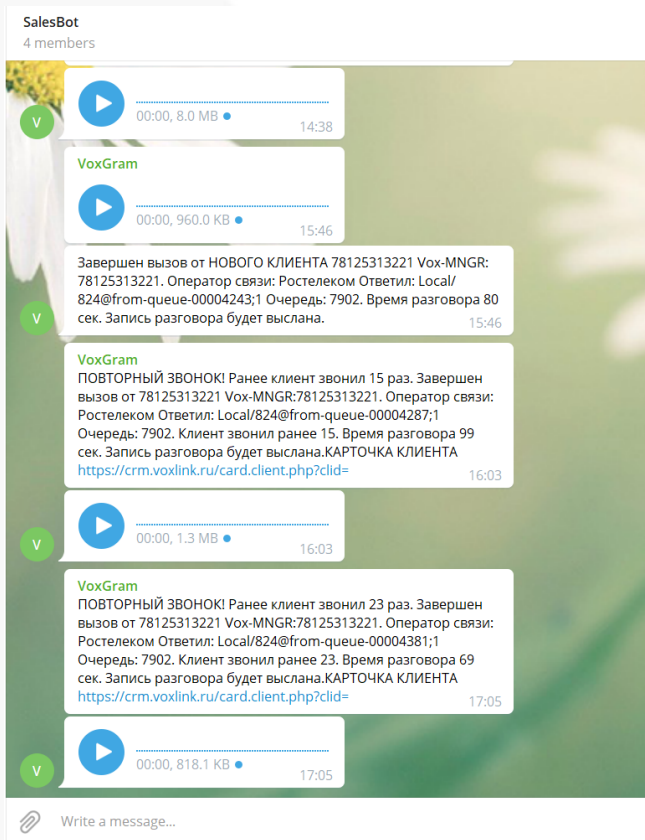 SalesBot
4 members
00:00, 8.0 MB
14:38
V
VoxGram
00:00, 960.0 KB
15:46
Завершен вызов от НОВОГО КЛИЕНТА 78125313221 Vox-MNGR:
78125313221. Оператор связи: Ростелеком Ответил: Local/
824@from-queue-00004243;1 Очередь: 7902. Время разговора 80
сек. Запись разговора будет выслана.
15:46
V
VoxGram
ПОВТОРНЫЙ ЗВОНОК! Ранее клиент звонил 15 раз. Завершен
вызов от 78125313221 Vox-MNGR:78125313221. Оператор связи:
Ростелеком Ответил: Local/824@from-queue-00004287;1
Очередь: 7902. Клиент звонил ранее 15. Время разговора 99
сек. Запись разговора будет выслана.КАРТОЧКА КЛИЕНТА
https://crm.voxlink.ru/card.client.php?clid=
16:03
00:00, 1.3 MB
16:03
V
VoxGram
ПОВТОРНЫЙ ЗВОНОК! Ранее клиент звонил 23 раз. Завершен
вызов от 78125313221 Vox-MNGR:78125313221. Оператор связи:
Ростелеком Ответил: Local/824@from-queue-00004381;1
Очередь: 7902. Клиент звонил ранее 23. Время разговора 69
сек. Запись разговора будет выслана.КАРТОЧКА КЛИЕНТА
https://crm.voxlink.ru/card.client.php?clid=
17:05
00:00, 818.1 KB
17:05
V
Write a message...